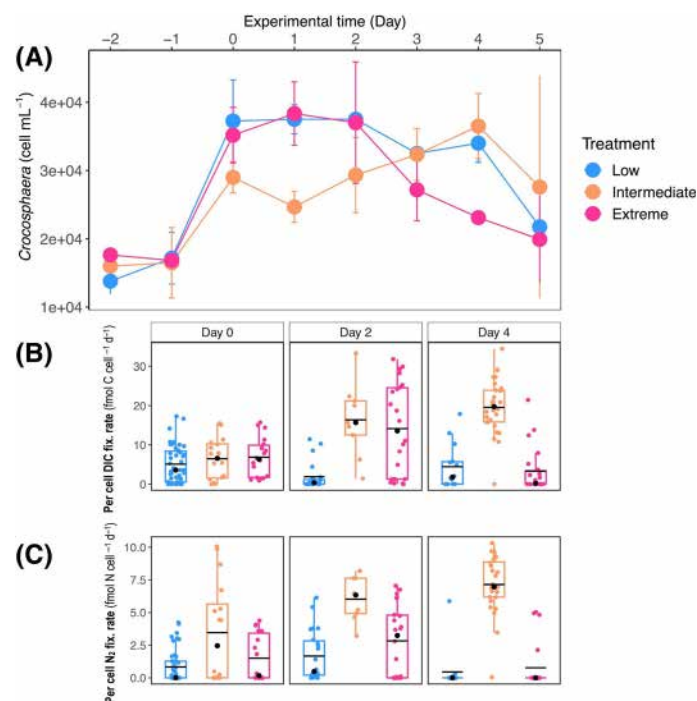 Experimental time (Day)
−2 −1 0 1 2 3 4 5
(A)
Crocosphaera (cell mL⁻¹)
4e+04
3e+04
2e+04
1e+04
Treatment
Low
Intermediate
Extreme
(B)
Day 0 Day 2 Day 4
Per cell DIC fix. rate (fmol C cell⁻¹ d⁻¹)
30
20
10
0
(C)
Per cell N₂ fix. rate (fmol N cell⁻¹ d⁻¹)
10.0
7.5
5.0
2.5
0.0